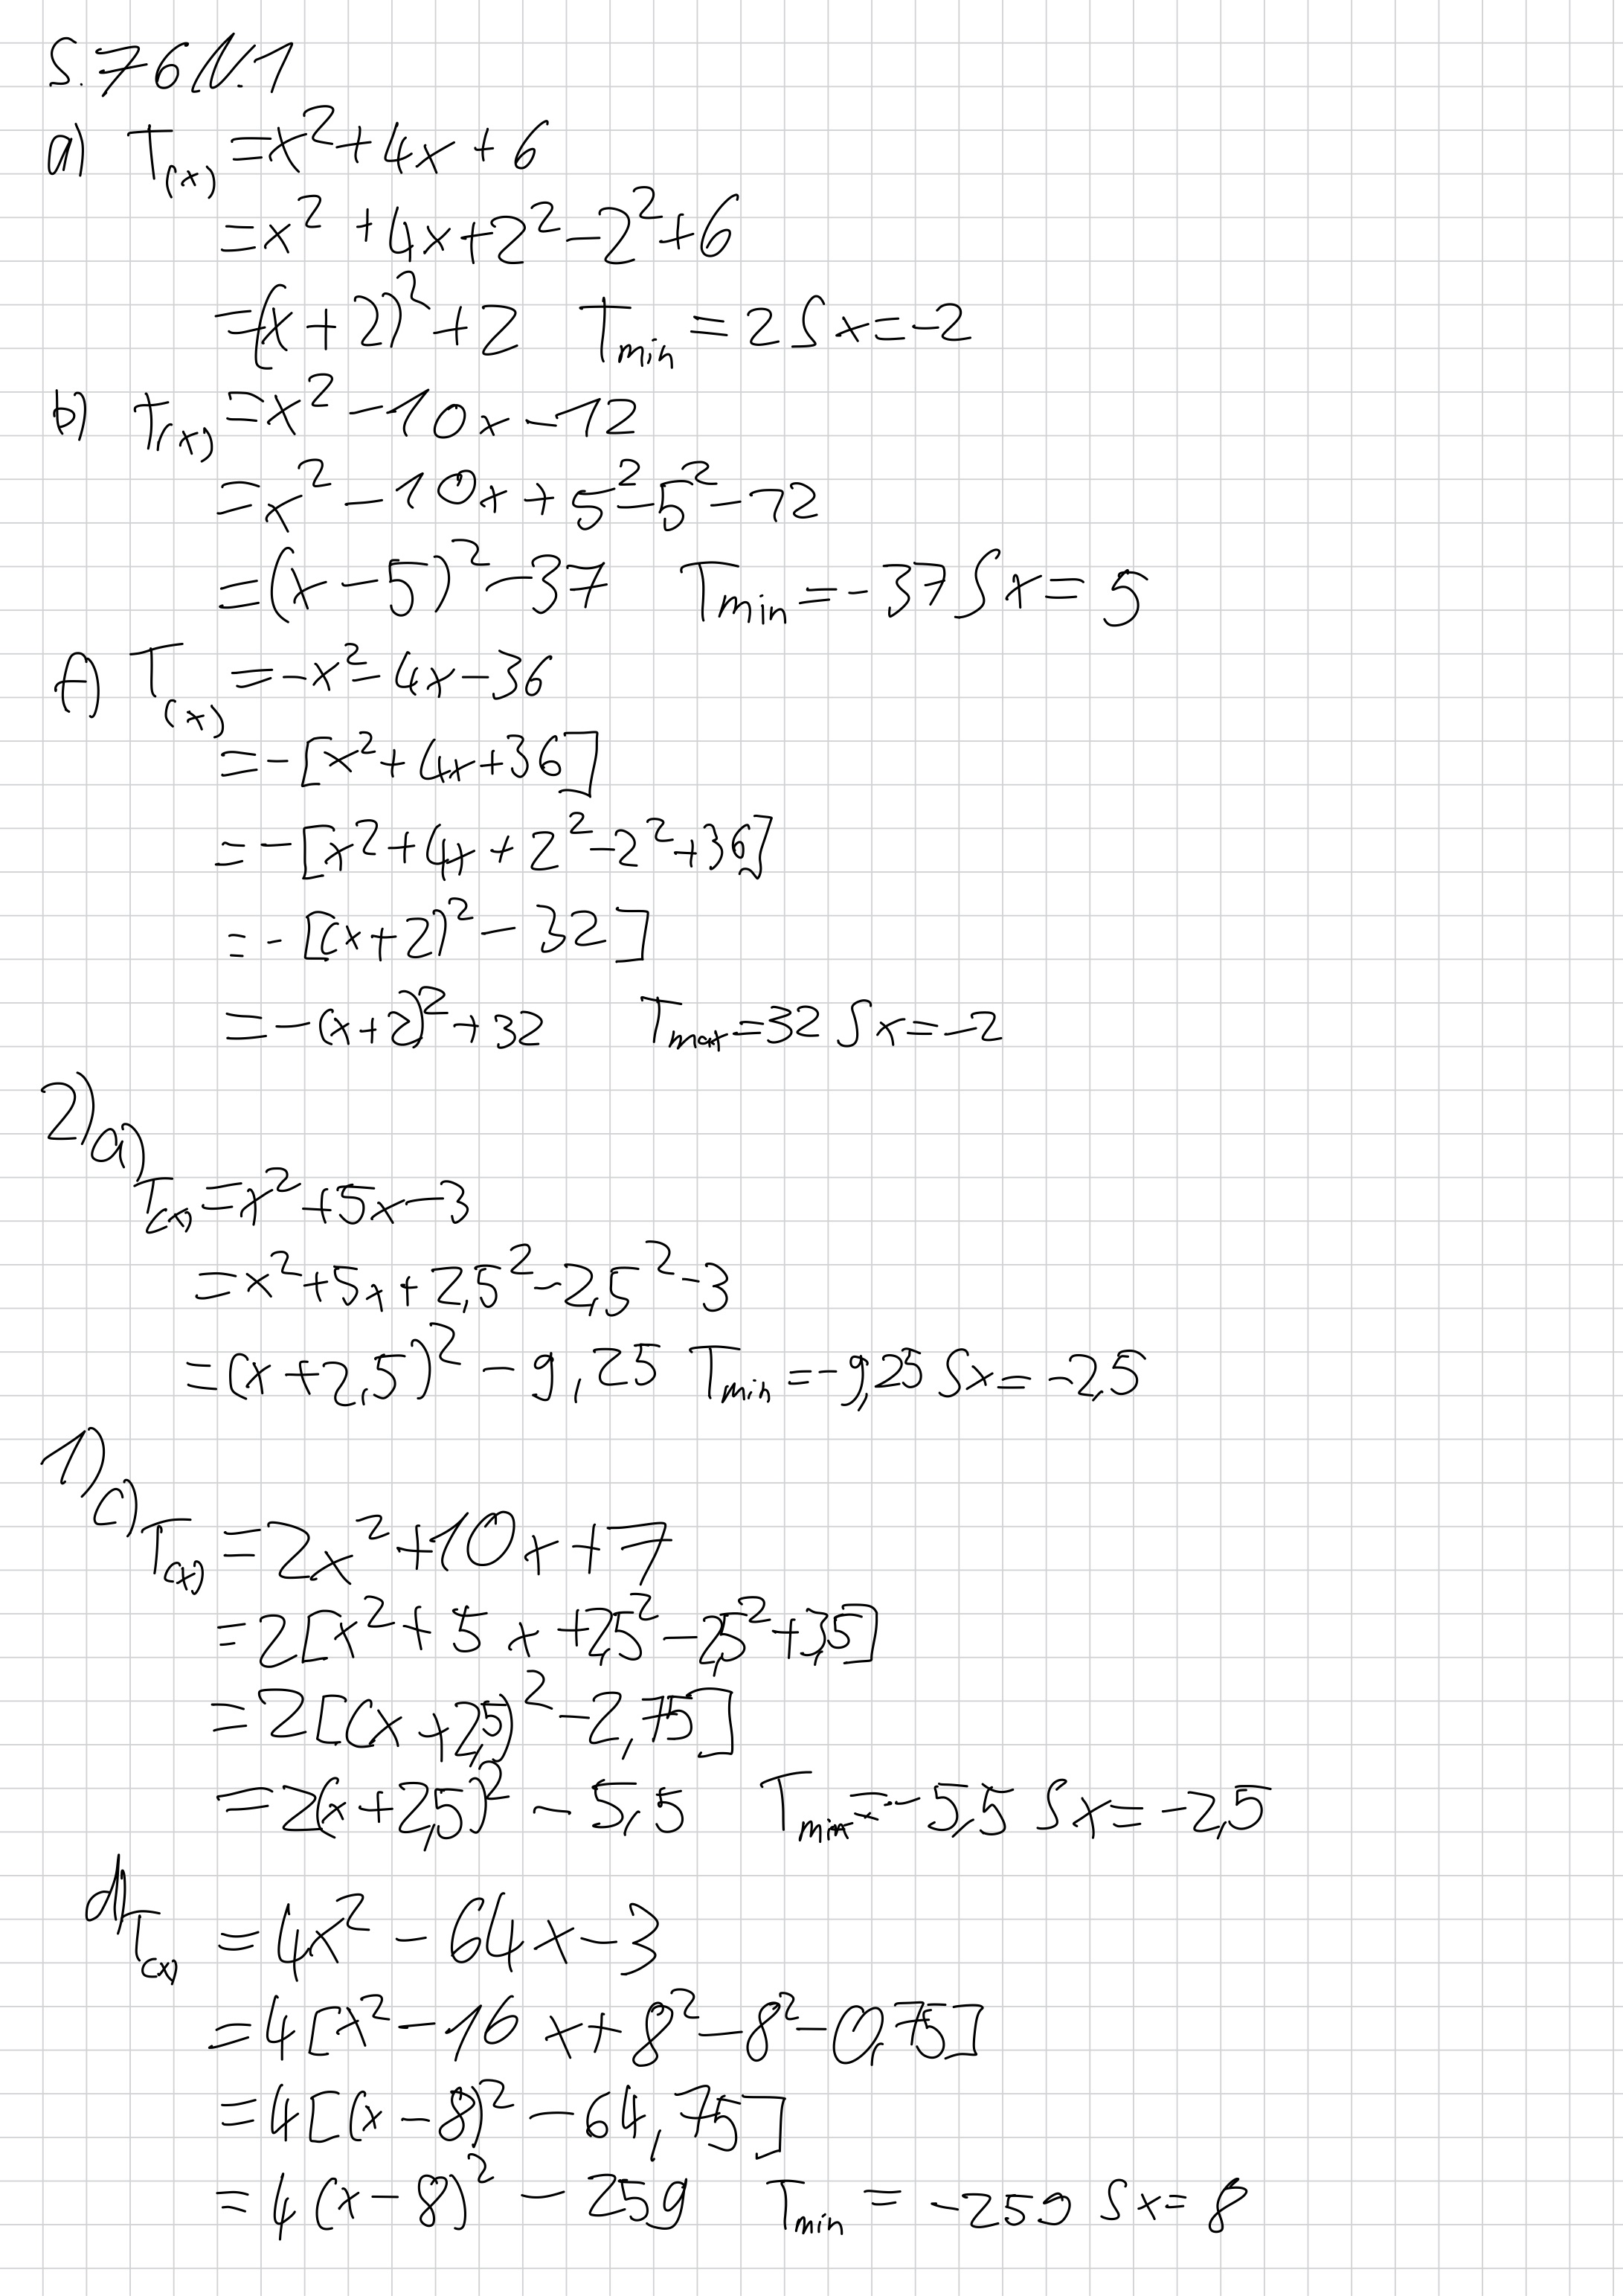 S.76 N.1
a) T(x) = x² + 4x + 6
= x² + 4x + 2² - 2² + 6
= (x + 2)² + 2 Tmin = 2 ſ x = -2
b) T(x) = x² - 10x - 12
= x² - 10x + 5² - 5² - 12
= (x - 5)² - 37 Tmin = -37 ſ x = 5
f) T(x) = -x² - 4x - 36
= -[x² + 4x + 36]
= -[x² + 4x + 2² - 2² + 36]
= -[(x + 2)² - 32]
= -(x + 2)² + 32 Tmax = 32 ſ x = -2
2) a)
T(x) = x² + 5x - 3
= x² + 5x + 2,5² - 2,5² - 3
= (x + 2,5)² - 9,25 Tmin = -9,25 ſ x = -2,5
1)
c) T(x) = 2x² + 10x + 7
= 2[x² + 5x + 2,5² - 2,5² + 3,5]
= 2[(x + 2,5)² - 2,75]
= 2(x + 2,5)² - 5,5 Tmin = -5,5 ſ x = -2,5
d) T(x) = 4x² - 64x - 3
= 4[x² - 16x + 8² - 8² - 0,75]
= 4[(x - 8)² - 64,75]
= 4(x - 8)² - 259 Tmin = -259 ſ x = 8